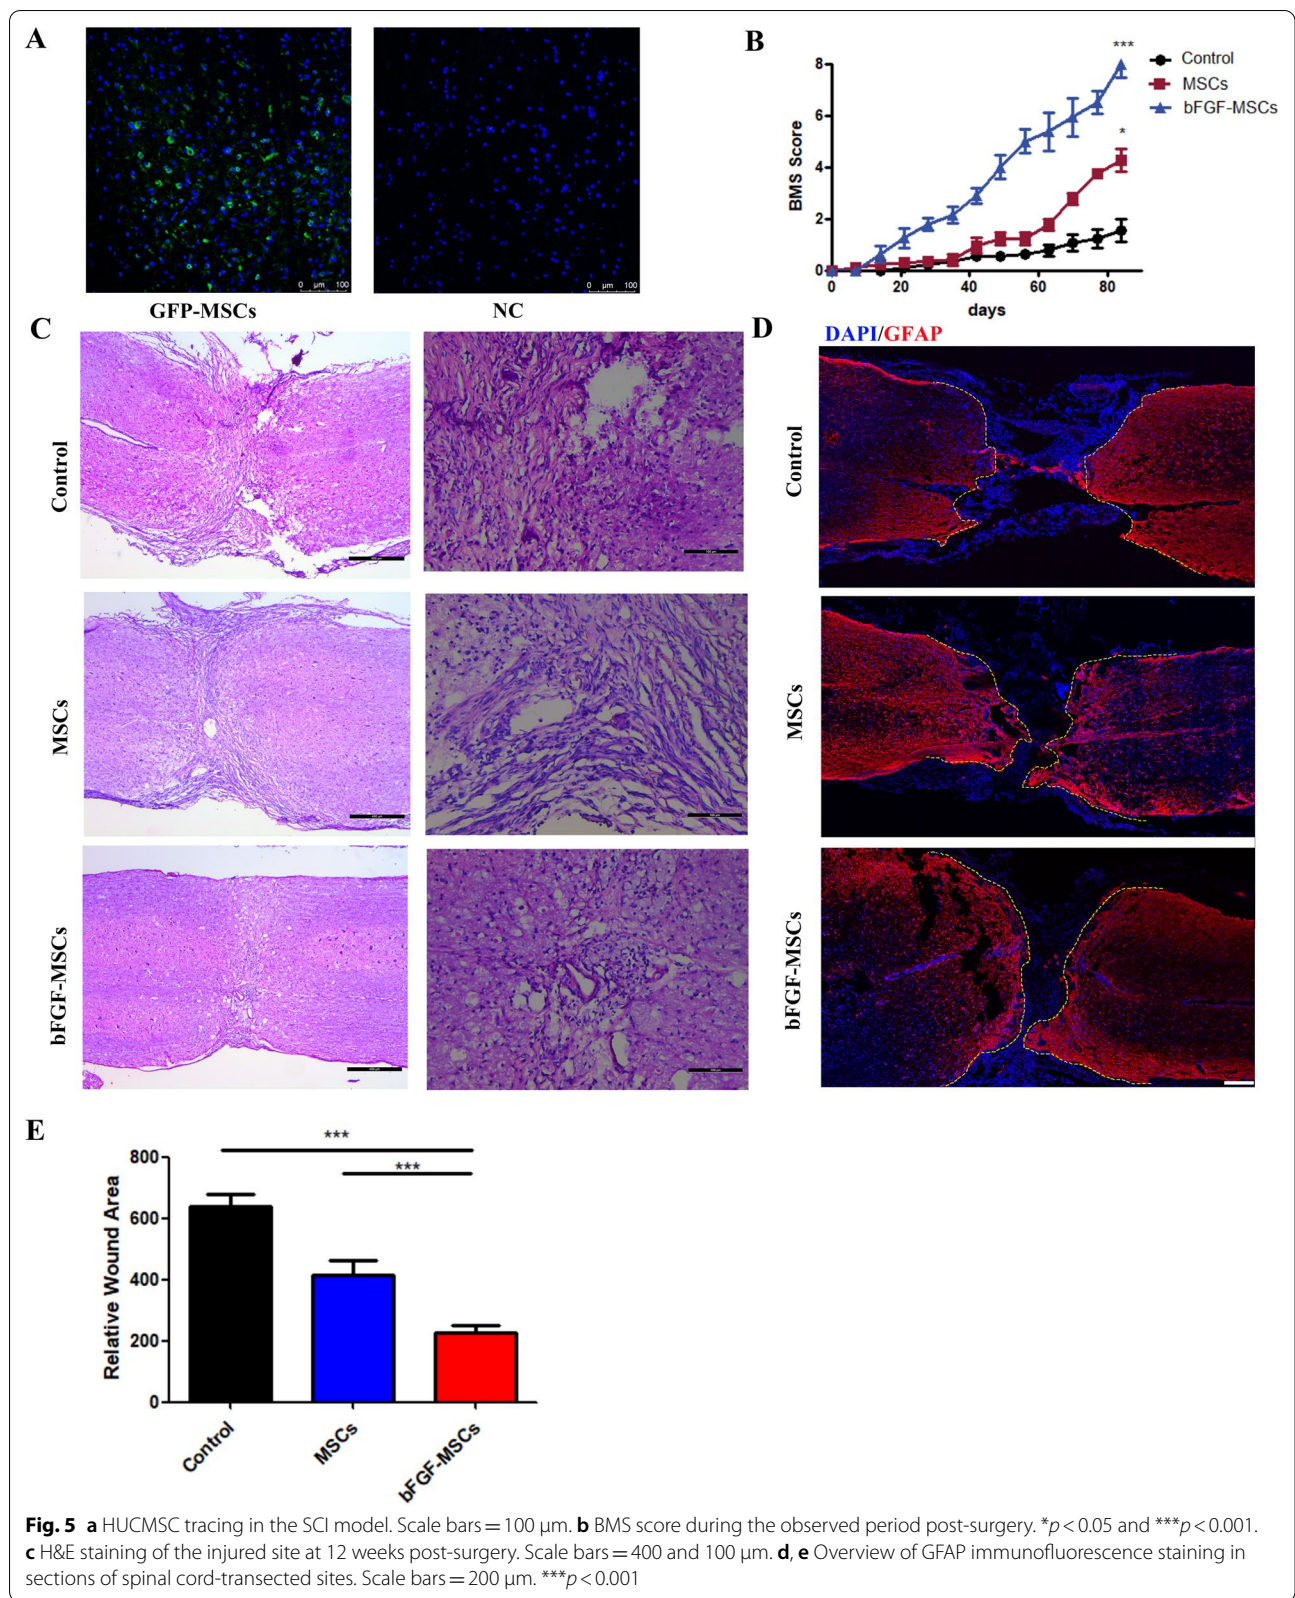 A
0 µm 100
0 µm 100
GFP-MSCs
NC
B
8
6
4
2
0
BMS Score
0 20 40 60 80
days
***
*
Control
MSCs
bFGF-MSCs
C
Control
MSCs
bFGF-MSCs
D
DAPI/GFAP
Control
MSCs
bFGF-MSCs
E
***
***
800
600
400
200
0
Relative Wound Area
Control
MSCs
bFGF-MSCs
Fig. 5 a HUCMSC tracing in the SCI model. Scale bars = 100 µm. b BMS score during the observed period post-surgery. *p < 0.05 and ***p < 0.001.
c H&E staining of the injured site at 12 weeks post-surgery. Scale bars = 400 and 100 µm. d, e Overview of GFAP immunofluorescence staining in
sections of spinal cord-transected sites. Scale bars = 200 µm. ***p < 0.001